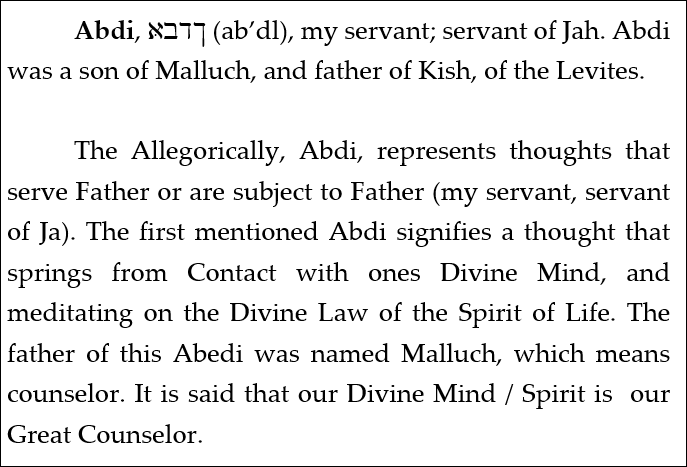 Abdi, אבדך (ab’dl), my servant; servant of Jah. Abdi
was a son of Malluch, and father of Kish, of the Levites.
The Allegorically, Abdi, represents thoughts that
serve Father or are subject to Father (my servant, servant
of Ja). The first mentioned Abdi signifies a thought that
springs from Contact with ones Divine Mind, and
meditating on the Divine Law of the Spirit of Life. The
father of this Abedi was named Malluch, which means
counselor. It is said that our Divine Mind / Spirit is  our
Great Counselor.